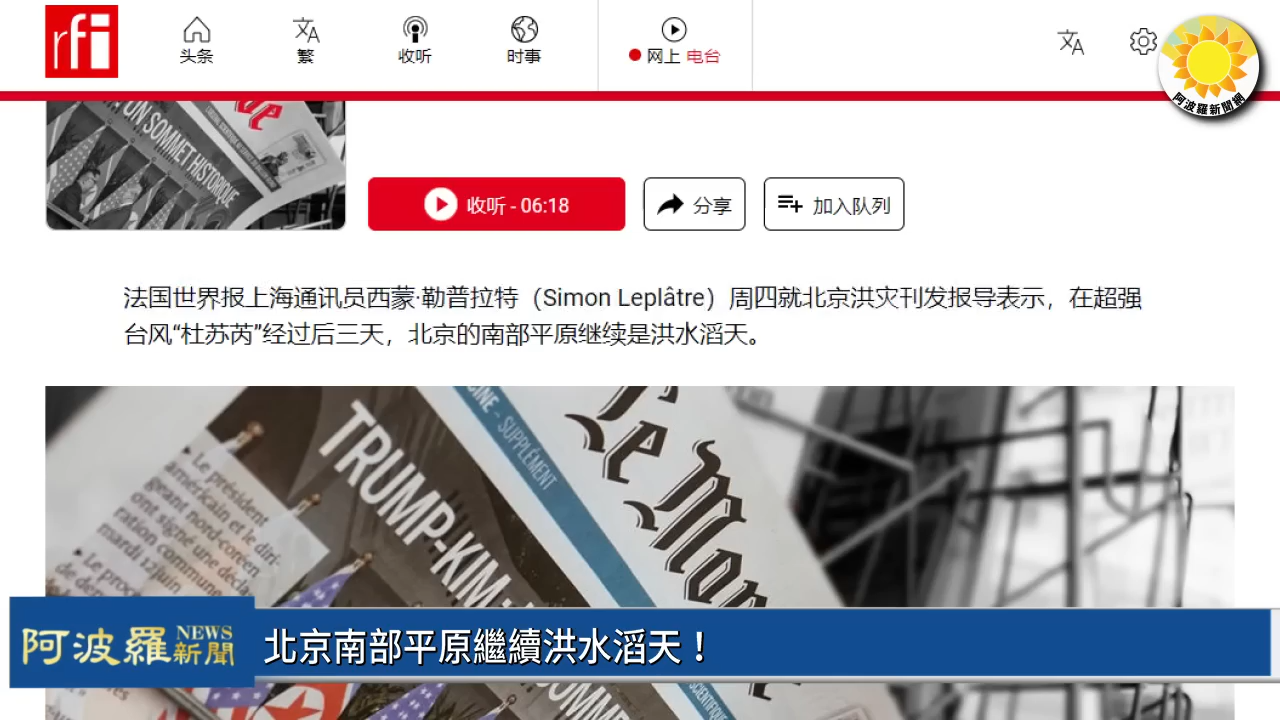 rfi
头条
繁
收听
时事
网上 电台
阿波羅新聞網
UN SOMMET HISTORIQUE
收听 - 06:18
分享
加入队列
法国世界报上海通讯员西蒙·勒普拉特（Simon Leplâtre）周四就北京洪灾刊发报导表示，在超强
台风“杜苏芮”经过后三天，北京的南部平原继续是洪水滔天。
SUPPLÉMENT
Le Monde
TRUMP-KIM
Le président
américain et le diri-
geant nord-coréen
ont signé une décla-
ration commune
mardi 12 juin
阿波羅 NEWS 新聞
北京南部平原繼續洪水滔天！
SCIENTIFIQUE